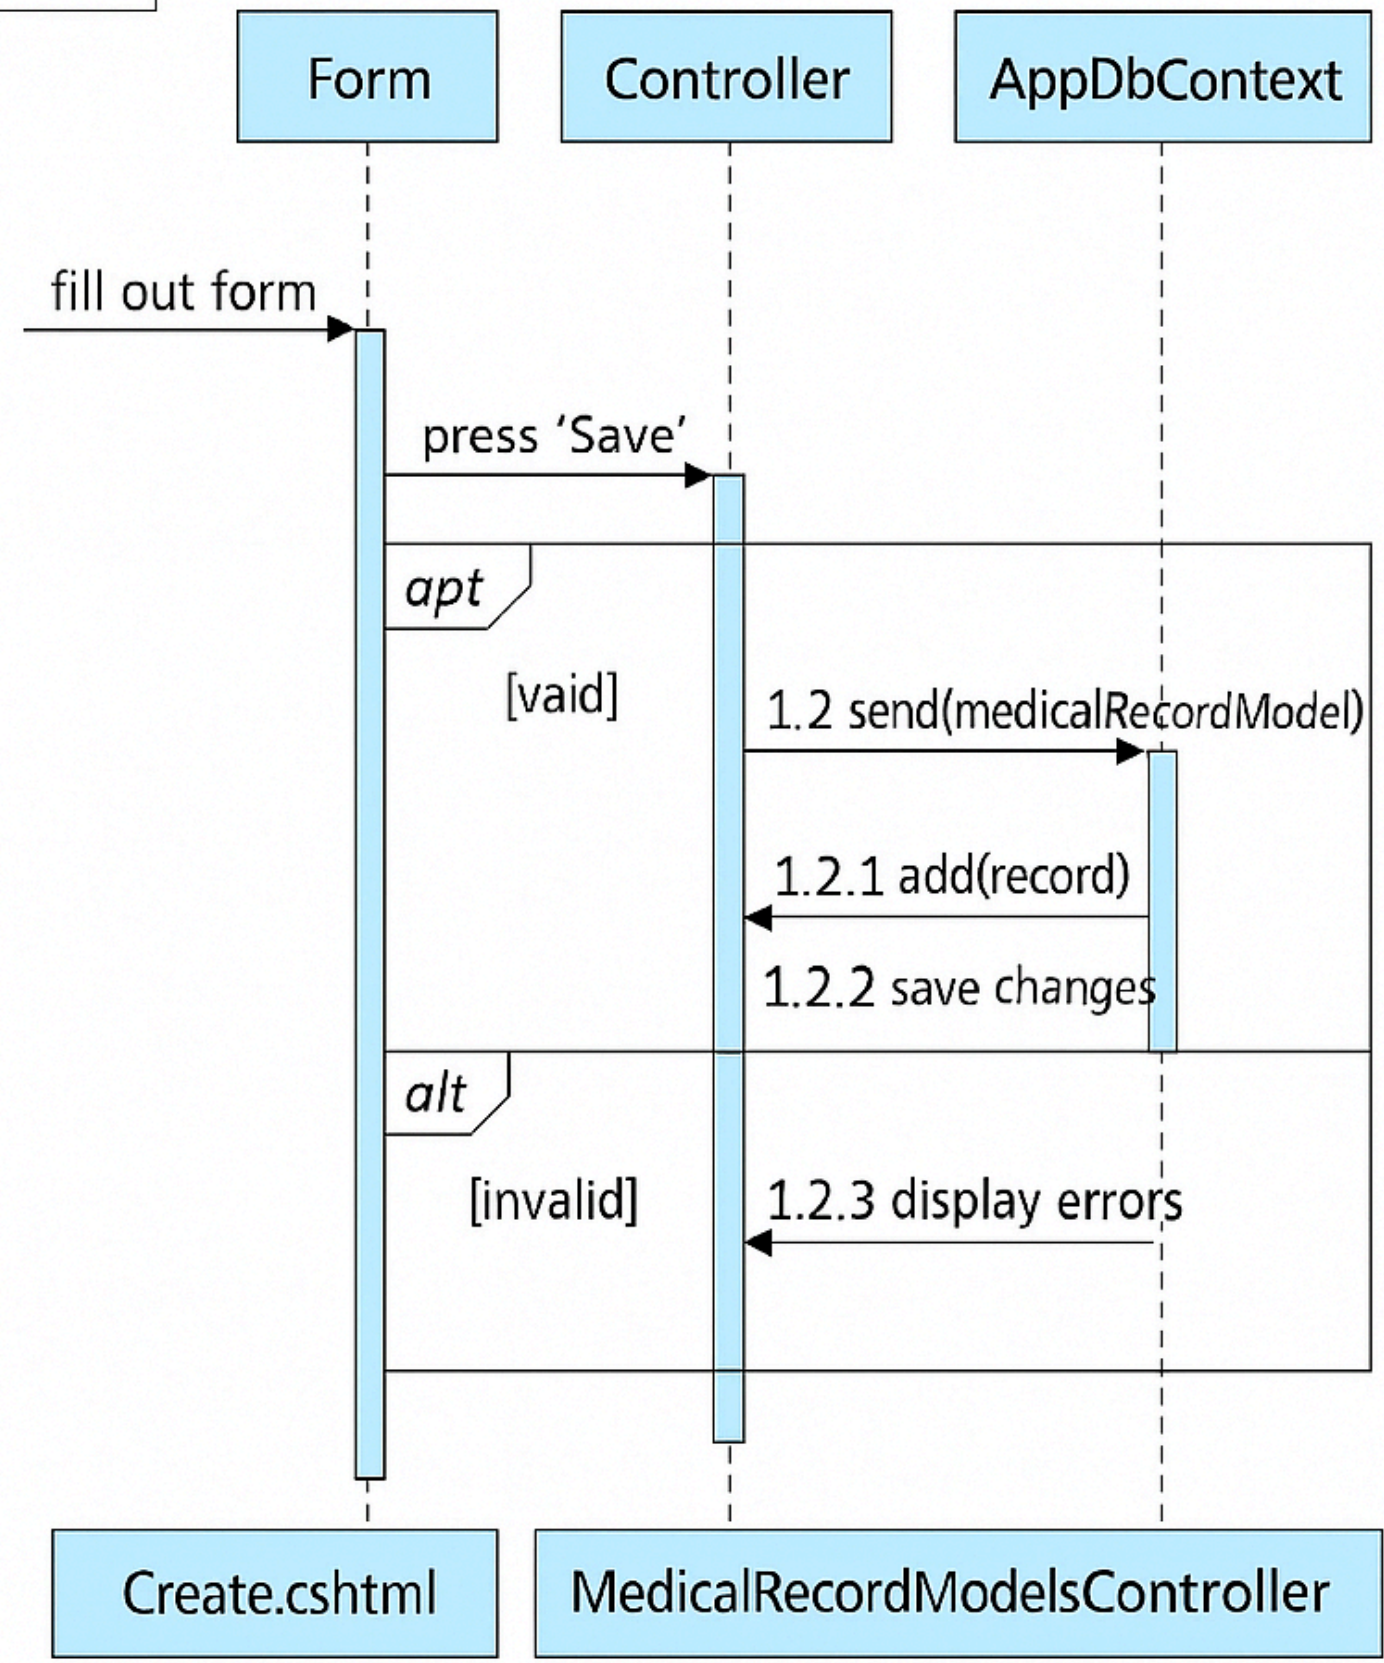 Form
Controller
AppDbContext
fill out form
press ‘Save’
apt
[vaid]
1.2 send(medicalRecordModel)
1.2.1 add(record)
1.2.2 save changes
alt
[invalid]
1.2.3 display errors
Create.cshtml
MedicalRecordModelsController